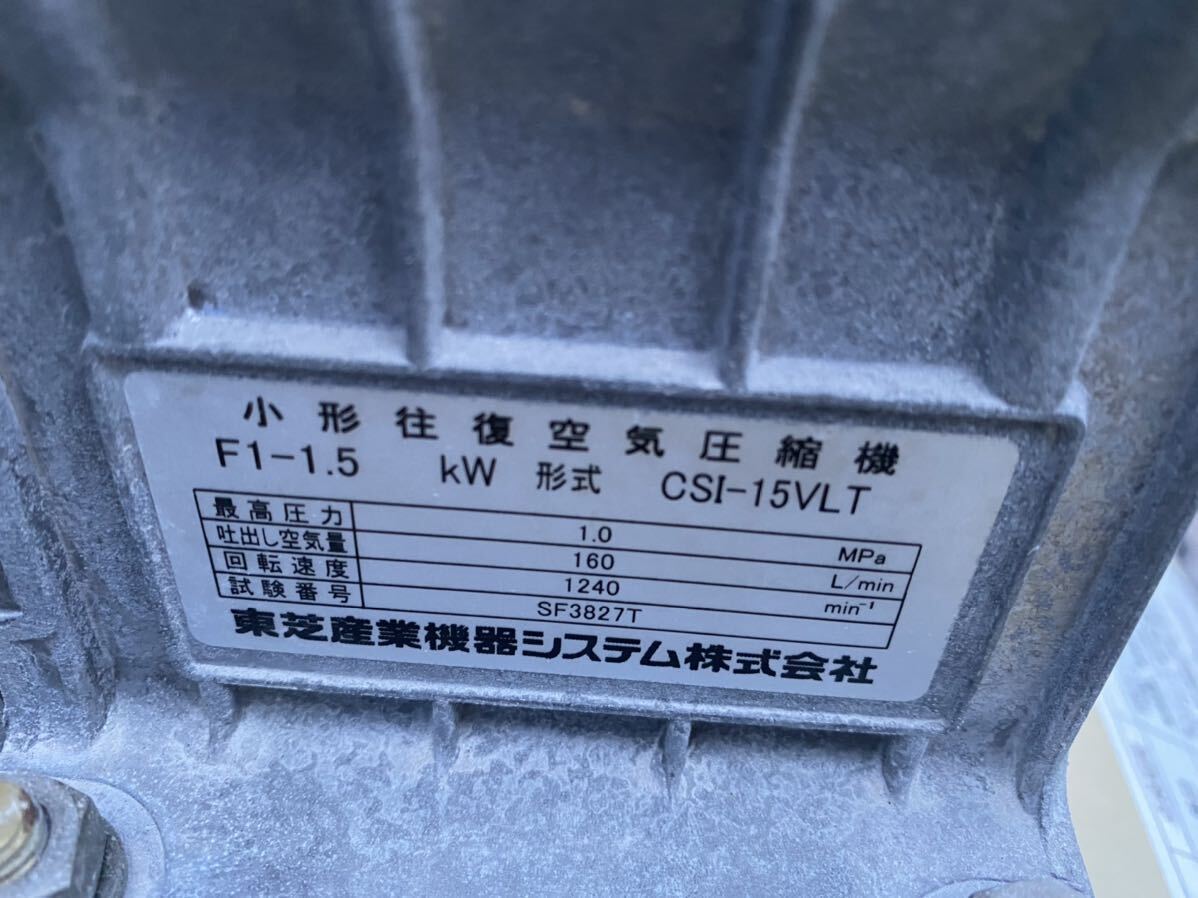 小形往復空気圧縮機
F1-1.5 kW 形式 CSI-15VLT
最高圧力 1.0 MPa
吐出し空気量 160 L/min
回転速度 1240 min⁻¹
試験番号 SF3827T
東芝産業機器システム株式会社